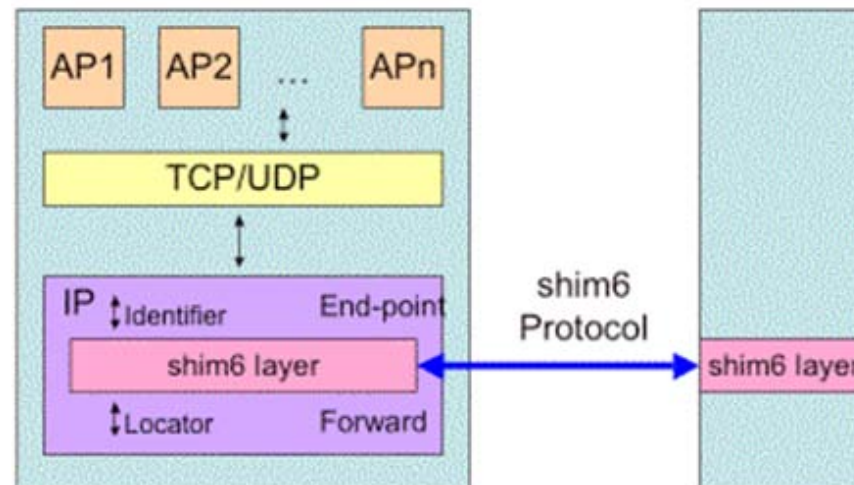 AP1 AP2 ... APn
TCP/UDP
IP Identifier End-point
shim6 layer
Locator Forward
shim6
Protocol
shim6 layer